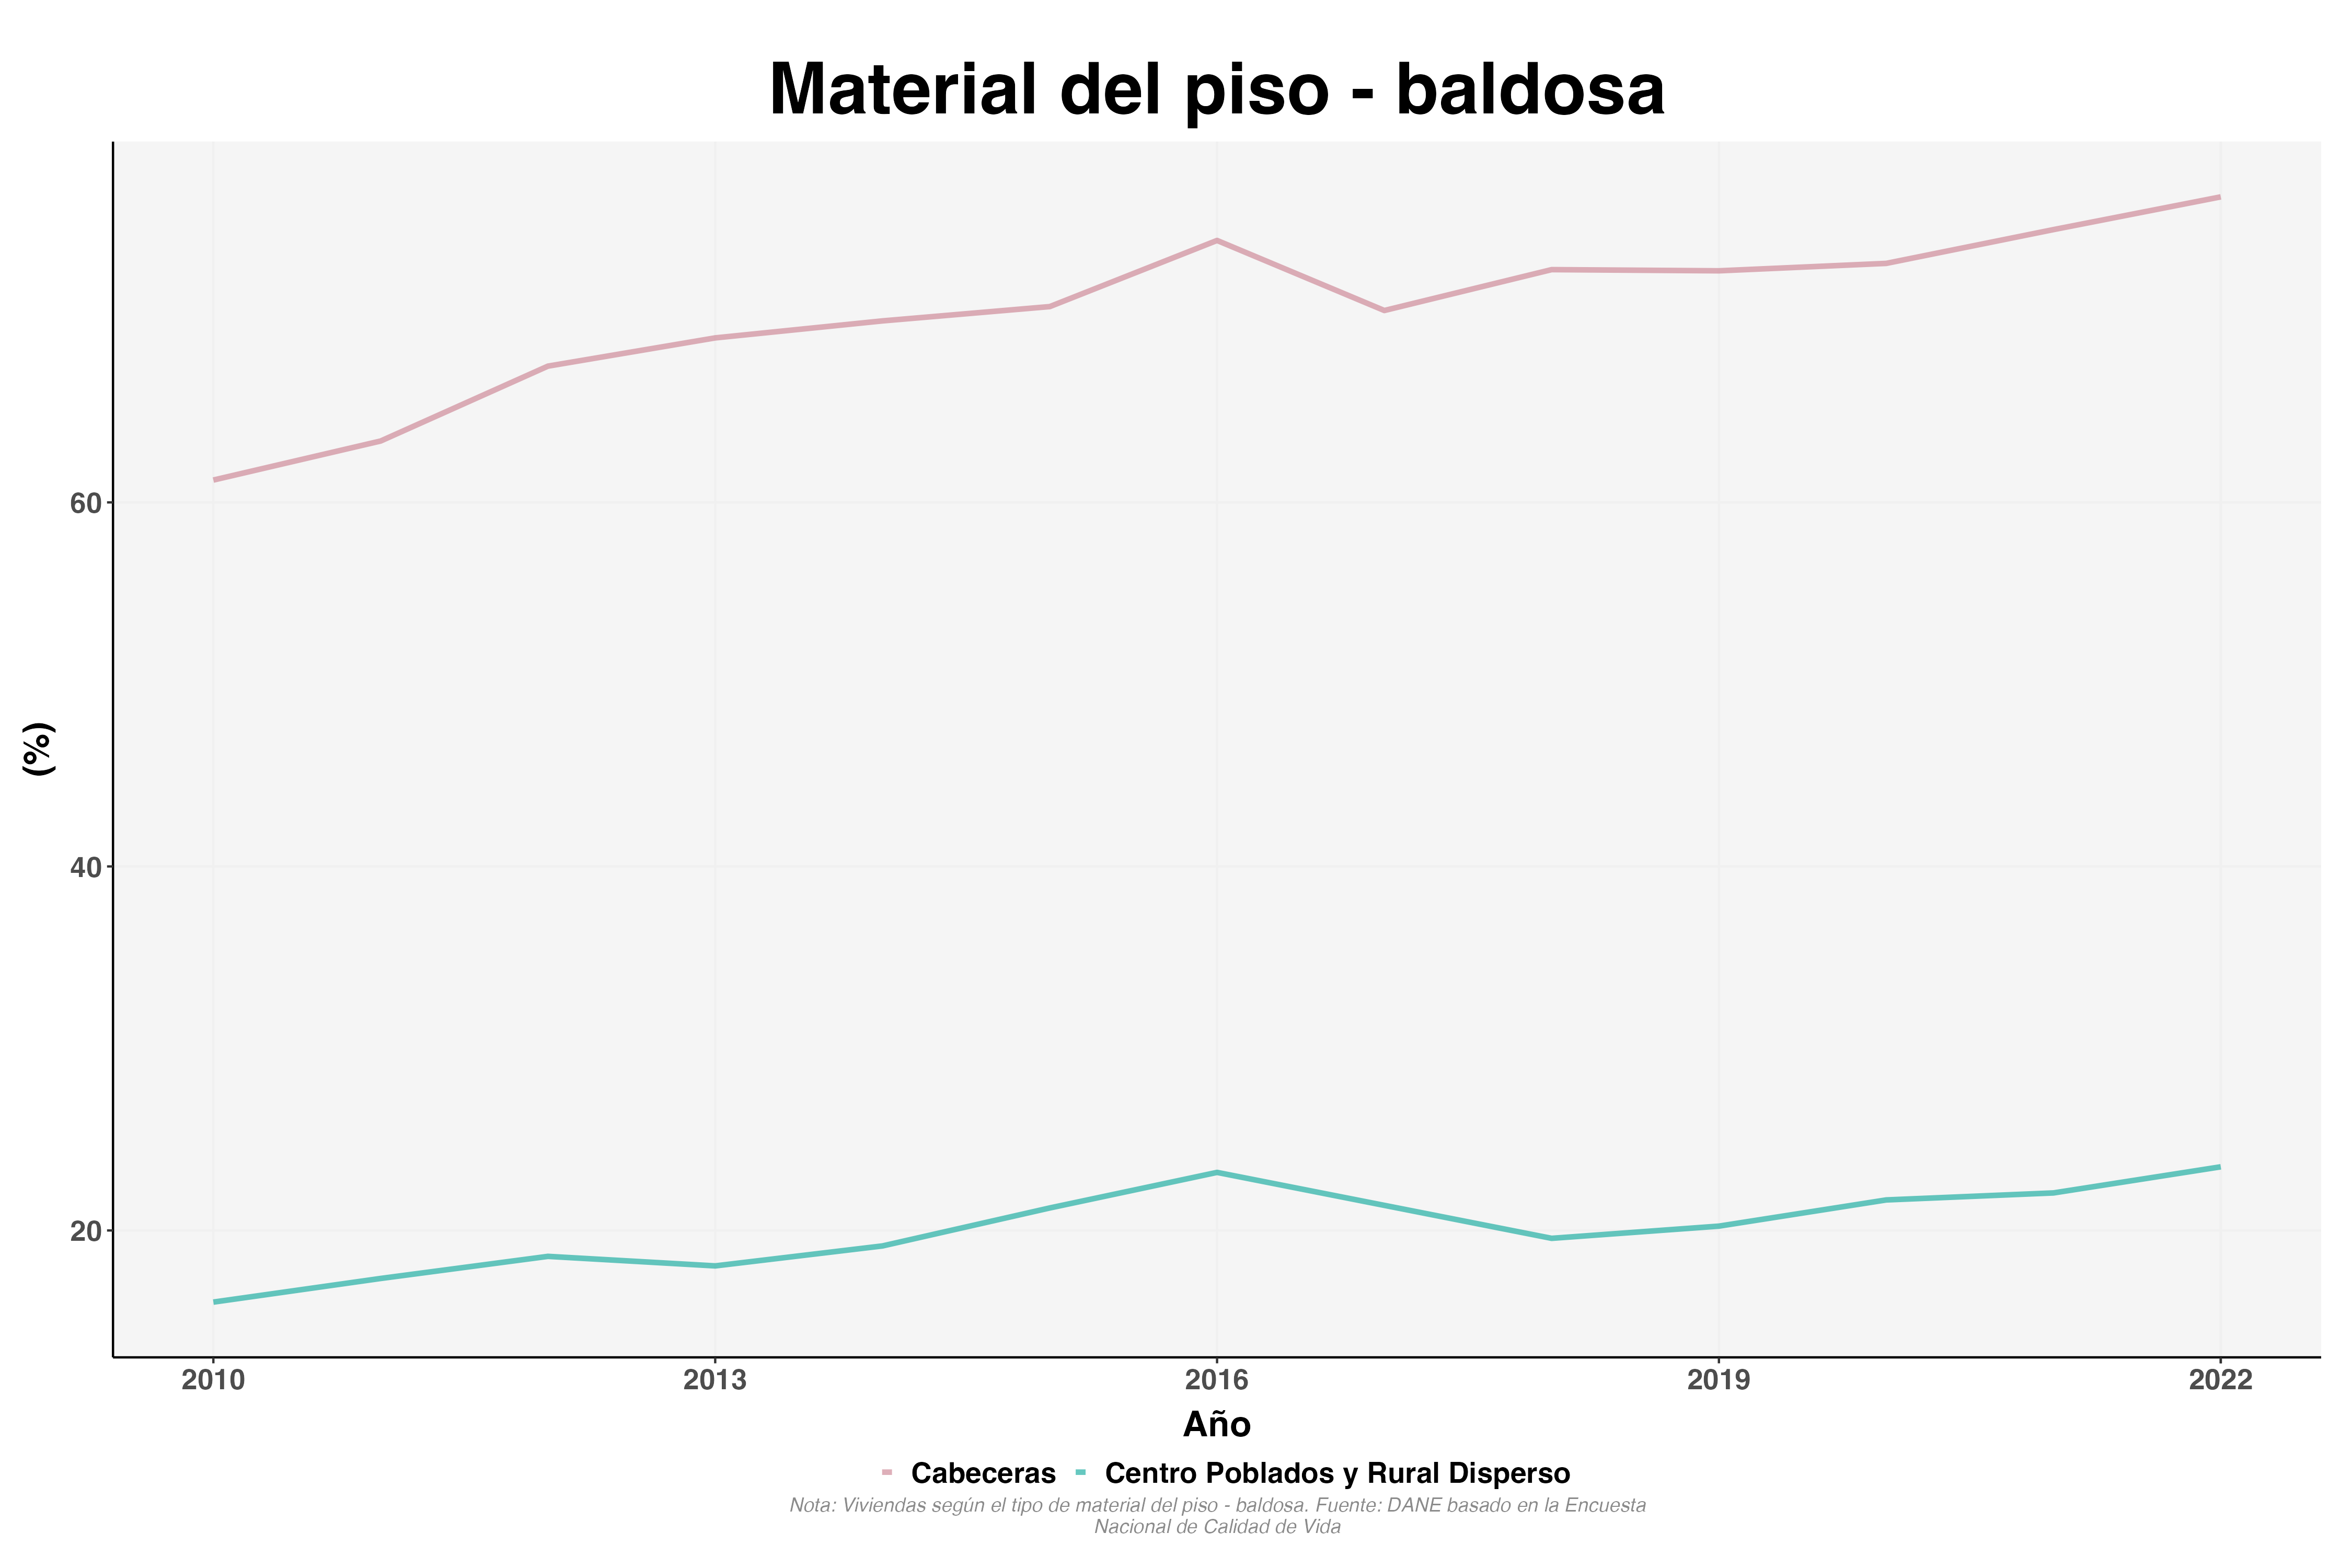 Material del piso - baldosa
(%)
60
40
20
2010 2013 2016 2019 2022
Año
Cabeceras Centro Poblados y Rural Disperso
Nota: Viviendas según el tipo de material del piso - baldosa. Fuente: DANE basado en la Encuesta
Nacional de Calidad de Vida